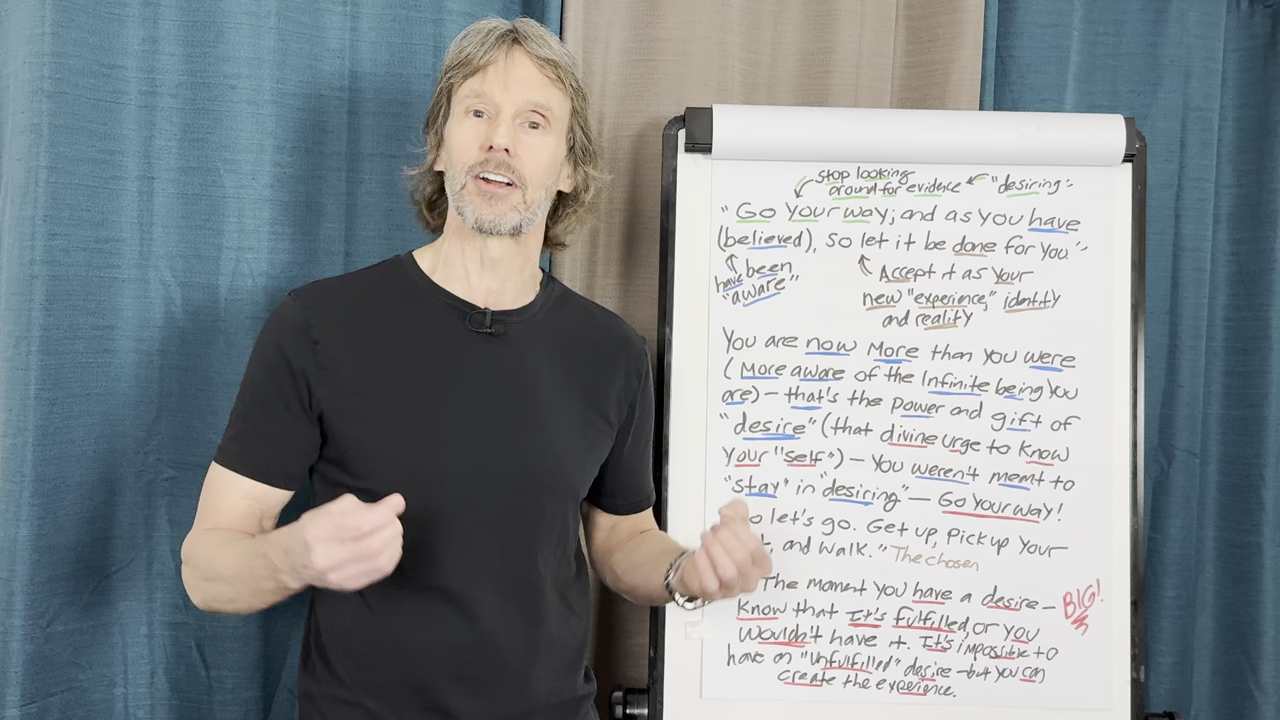 stop looking
around for evidence "desiring"
"Go your way; and as you have
(believed), so let it be done for you."
have been
"aware"
Accept it as your
new "experience," identity
and reality
You are now more than you were
(more aware of the Infinite being you
are) – that's the power and gift of
"desire" (that divine urge to know
your "self") – you weren't memt to
"stay" in "desiring" – Go your way!
o let's go. Get up, pick up your
t, and walk." The chosen
The moment you have a desire –
know that It's fulfilled, or you
wouldn't have it. It's impossible to
have an "unfulfilled" desire – but you can
create the experience.
BIG!